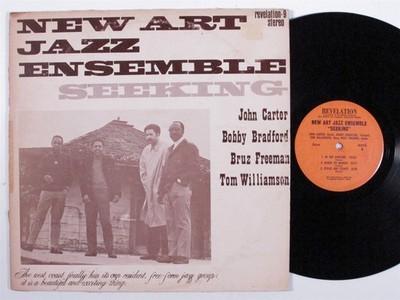 NEW ART
revelation-9
stereo
JAZZ
ENSEMBLE
SEEKING
John Carter
Bobby Bradford
Bruz Freeman
Tom Williamson
The west coast finally has its own resident, free-form jazz group:
it is a beautiful and exciting thing.
REVELATION
NEW ART JAZZ ENSEMBLE
"SEEKING"